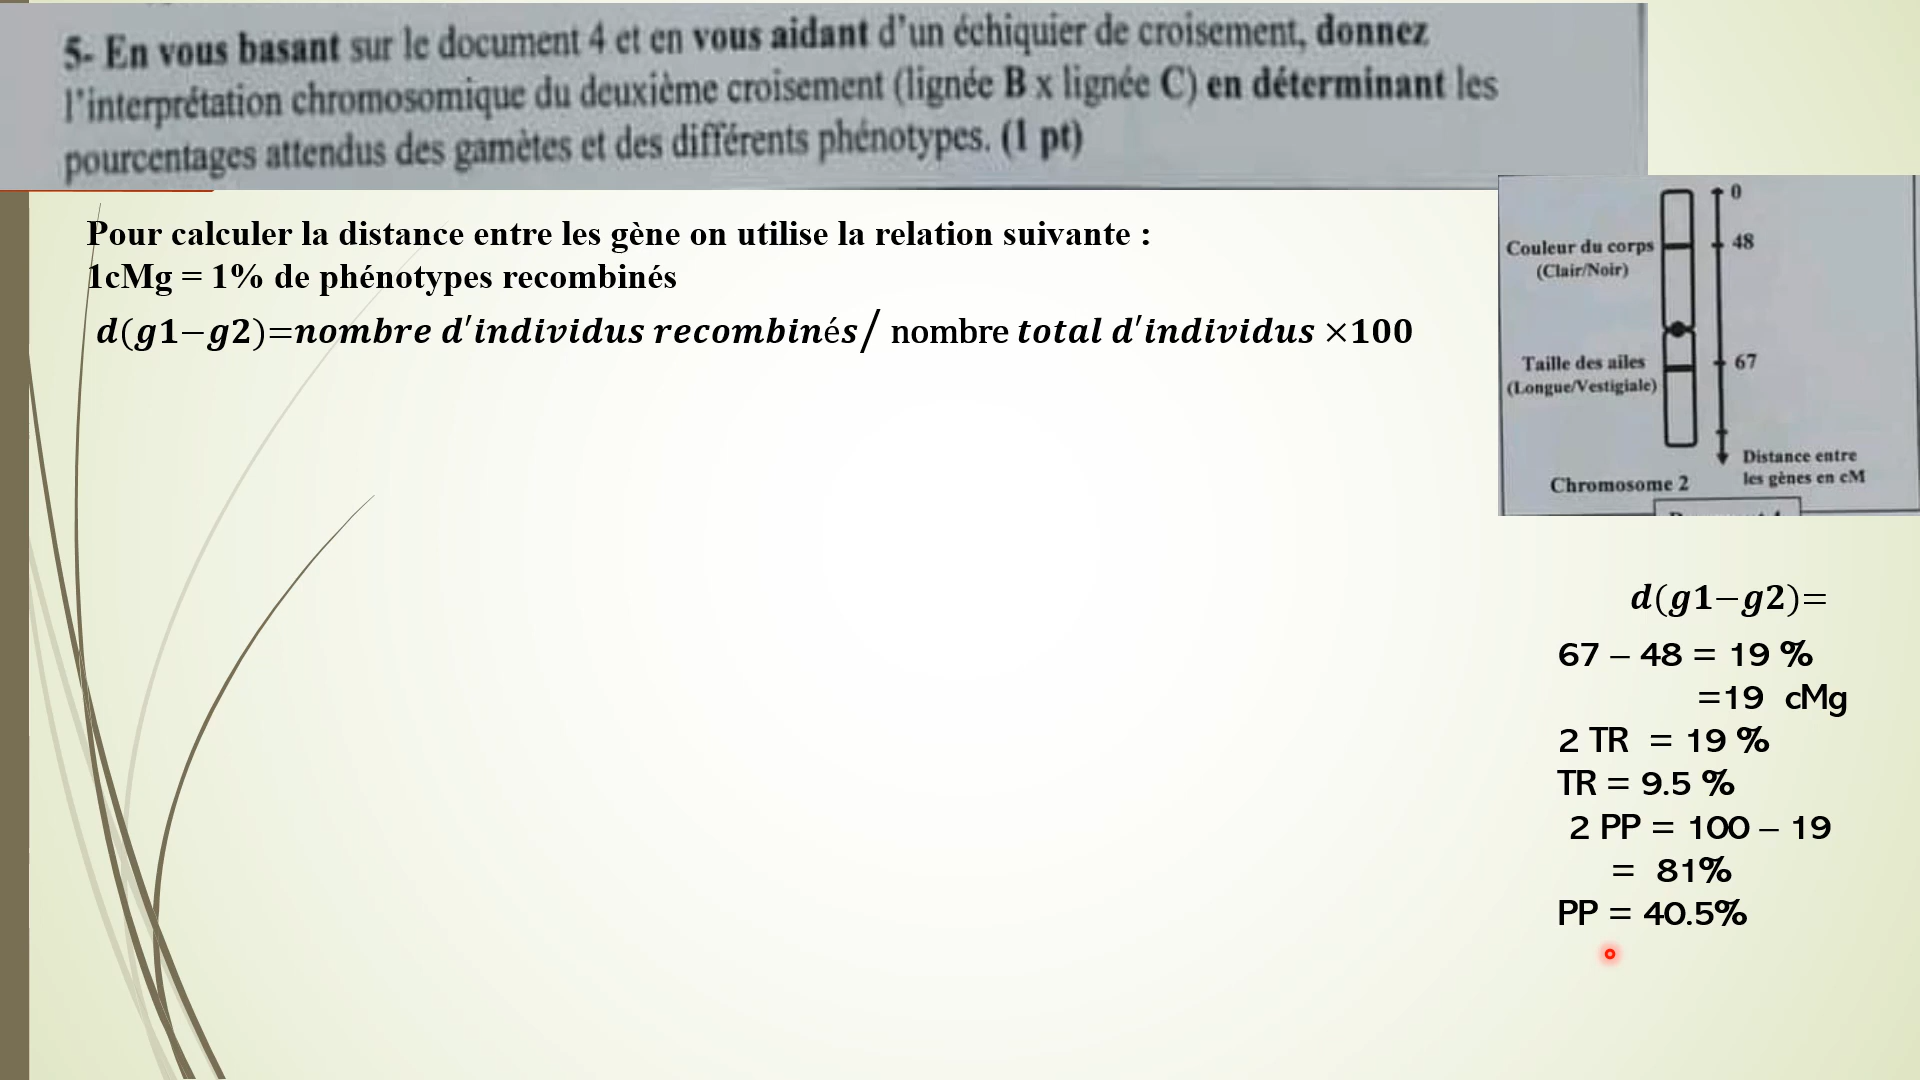 5- En vous basant sur le document 4 et en vous aidant d'un échiquier de croisement, donnez
l'interprétation chromosomique du deuxième croisement (lignée B x lignée C) en déterminant les
pourcentages attendus des gamètes et des différents phénotypes. (1 pt)
Pour calculer la distance entre les gène on utilise la relation suivante :
1cMg = 1% de phénotypes recombinés
d(g1−g2)=nombre d'individus recombinés/ nombre total d'individus ×100
0
Couleur du corps
48
(Clair/Noir)
Taille des ailes
67
(Longue/Vestigiale)
Distance entre
les gènes en cM
Chromosome 2
d(g1−g2)=
67 – 48 = 19 %
=19 cMg
2 TR = 19 %
TR = 9.5 %
2 PP = 100 – 19
= 81%
PP = 40.5%